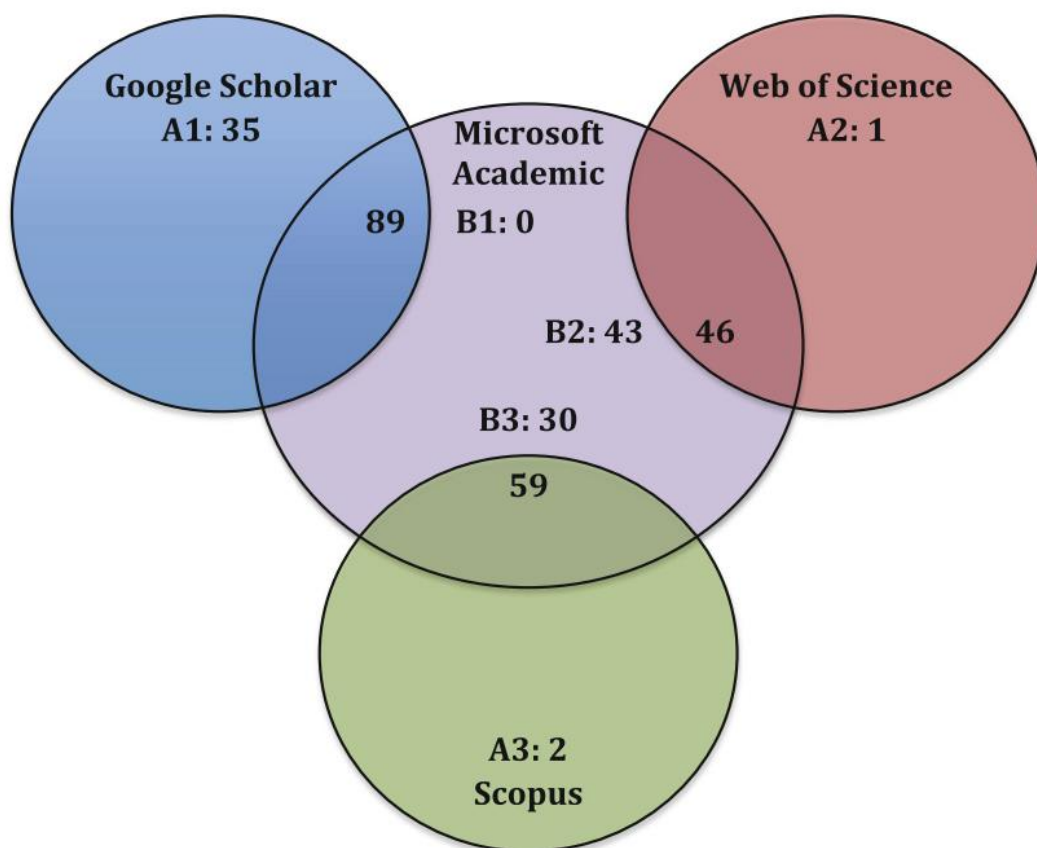 Google Scholar
A1: 35
Web of Science
A2: 1
Microsoft
Academic
89
B1: 0
B2: 43
46
B3: 30
59
A3: 2
Scopus